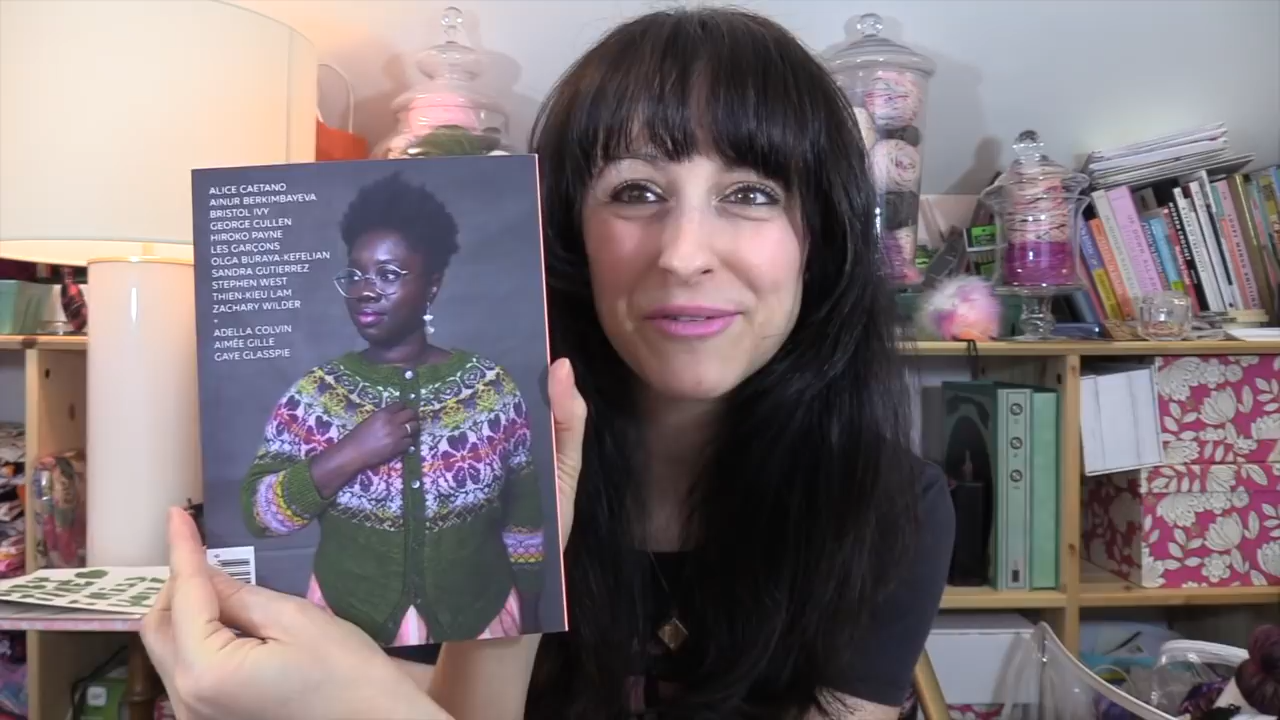 ALICE CAETANO
AINUR BERKIMBAYEVA
BRISTOL IVY
GEORGE CULLEN
HIROKO PAYNE
LES GARÇONS
OLGA BURAYA-KEFELIAN
SANDRA GUTIERREZ
STEPHEN WEST
THIEN-KIEU LAM
ZACHARY WILDER
•
ADELLA COLVIN
AIMÉE GILLE
GAYE GLASSPIE